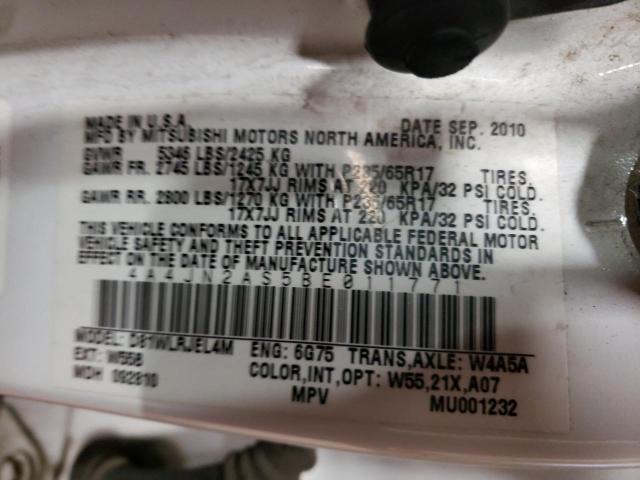 MADE IN U.S.A DATE SEP. 2010
MFD BY MITSUBISHI MOTORS NORTH AMERICA, INC.
GVWR 5346 LBS/2425 KG
GAWR FR. 2745 LBS/1245 KG WITH P235/65R17 TIRES.
17X7JJ RIMS AT 220 KPA/32 PSI COLD.
GAWR RR. 2800 LBS/1270 KG WITH P235/65R17 TIRES.
17X7JJ RIMS AT 220 KPA/32 PSI COLD.
THIS VEHICLE CONFORMS TO ALL APPLICABLE FEDERAL MOTOR
VEHICLE SAFETY AND THEFT PREVENTION STANDARDS IN
EFFECT ON THE DATE OF MANUFACTURE SHOWN ABOVE.
4A4JN2AS5BE011771
MODEL: D81WLRJEL4M ENG: 6G75 TRANS,AXLE: W4A5A
EXT: W55B COLOR,INT,OPT: W55,21X,A07
MDH 092810 MPV MU001232